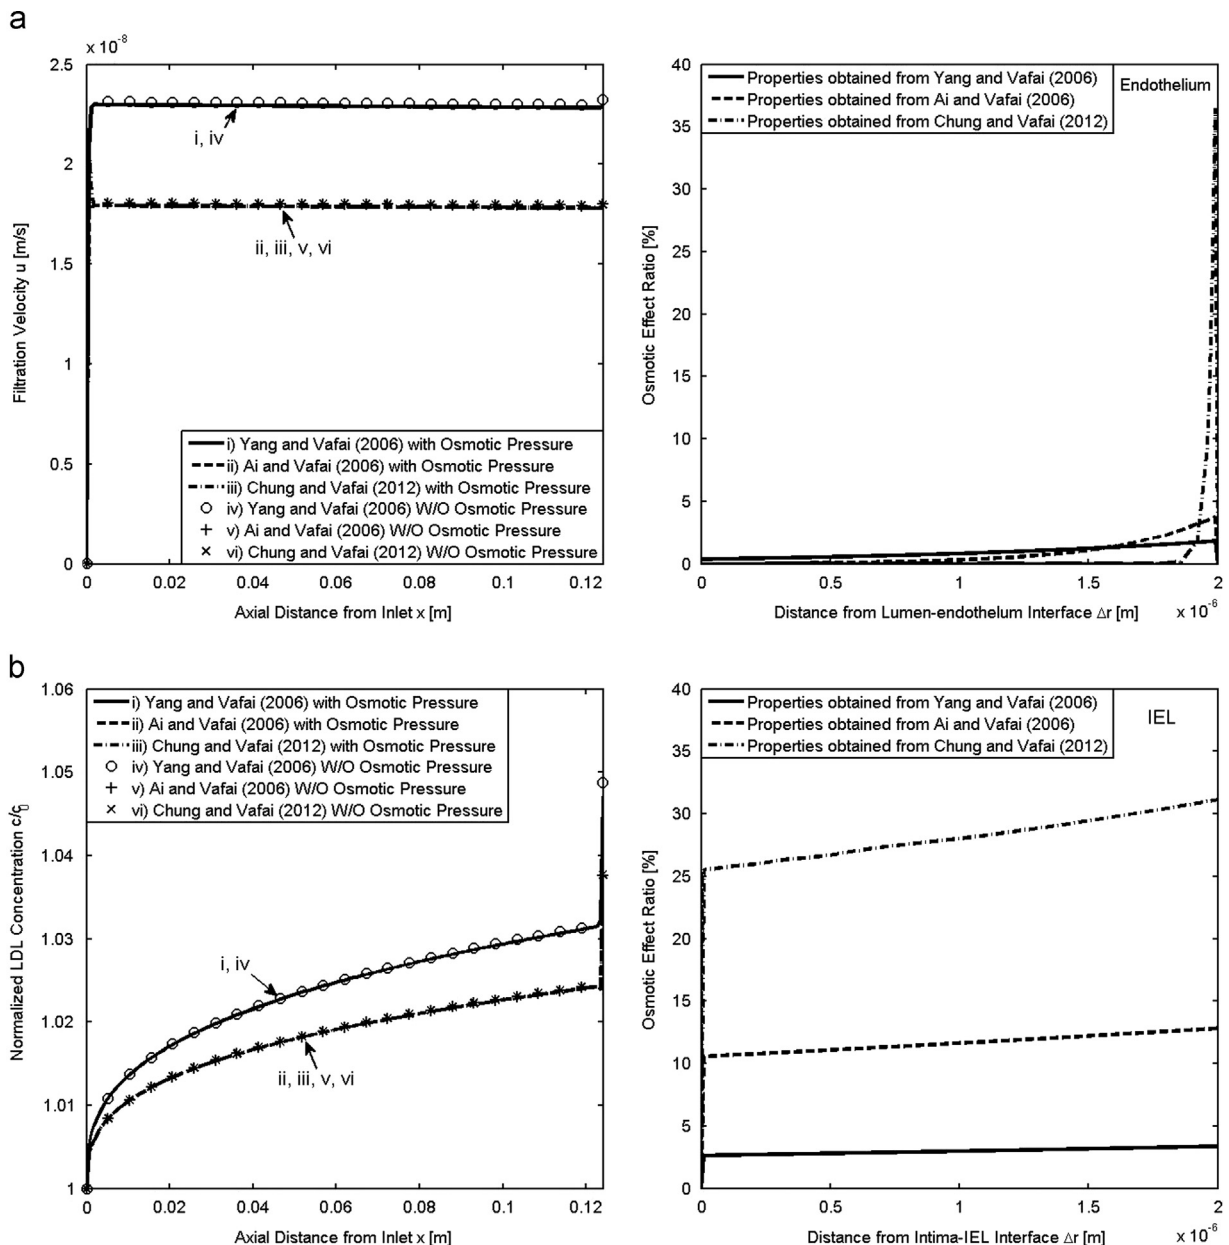 a
x 10-8
2.5
2
1.5
1
0.5
0
Filtration Velocity u [m/s]
i, iv
ii, iii, v, vi
i) Yang and Vafai (2006) with Osmotic Pressure
ii) Ai and Vafai (2006) with Osmotic Pressure
iii) Chung and Vafai (2012) with Osmotic Pressure
iv) Yang and Vafai (2006) W/O Osmotic Pressure
v) Ai and Vafai (2006) W/O Osmotic Pressure
vi) Chung and Vafai (2012) W/O Osmotic Pressure
0 0.02 0.04 0.06 0.08 0.1 0.12
Axial Distance from Inlet x [m]
40
35
30
25
20
15
10
5
0
Osmotic Effect Ratio [%]
Properties obtained from Yang and Vafai (2006)
Properties obtained from Ai and Vafai (2006)
Properties obtained from Chung and Vafai (2012)
Endothelium
0 0.5 1 1.5 2
x 10-6
Distance from Lumen-endothelum Interface Δr [m]
b
1.06
1.05
1.04
1.03
1.02
1.01
1
Normalized LDL Concentration c/c▯
i) Yang and Vafai (2006) with Osmotic Pressure
ii) Ai and Vafai (2006) with Osmotic Pressure
iii) Chung and Vafai (2012) with Osmotic Pressure
iv) Yang and Vafai (2006) W/O Osmotic Pressure
v) Ai and Vafai (2006) W/O Osmotic Pressure
vi) Chung and Vafai (2012) W/O Osmotic Pressure
i, iv
ii, iii, v, vi
0 0.02 0.04 0.06 0.08 0.1 0.12
Axial Distance from Inlet x [m]
40
35
30
25
20
15
10
5
0
Osmotic Effect Ratio [%]
Properties obtained from Yang and Vafai (2006)
Properties obtained from Ai and Vafai (2006)
Properties obtained from Chung and Vafai (2012)
IEL
0 0.5 1 1.5 2
x 10-6
Distance from Intima-IEL Interface Δr [m]